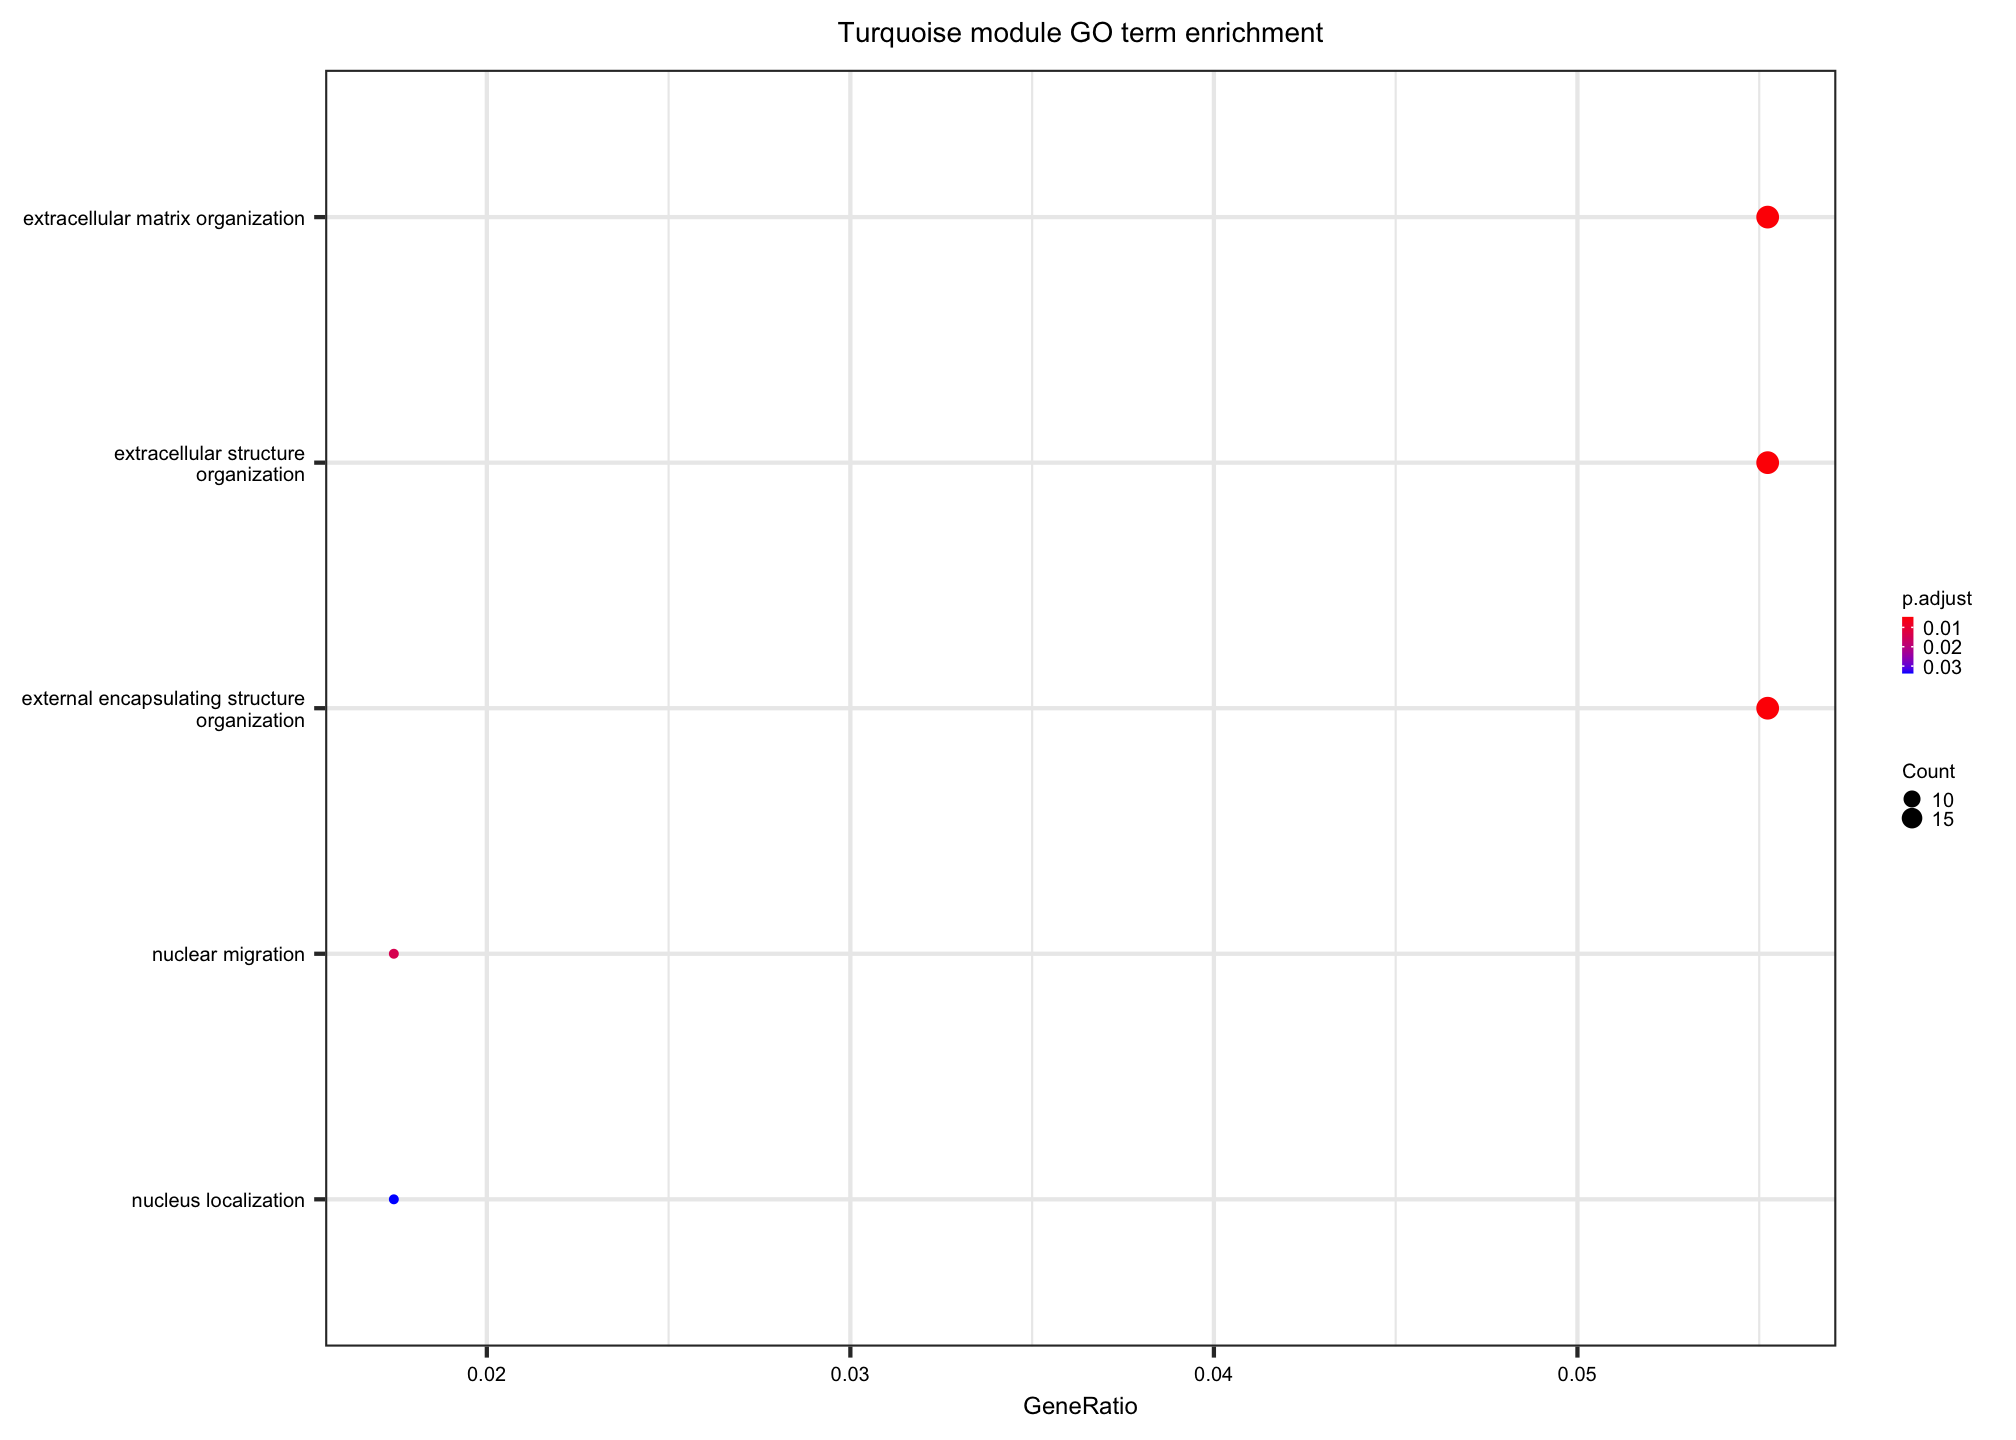 Turquoise module GO term enrichment
extracellular matrix organization
extracellular structure
organization
external encapsulating structure
organization
nuclear migration
nucleus localization
0.02
0.03
0.04
0.05
GeneRatio
p.adjust
0.01
0.02
0.03
Count
10
15